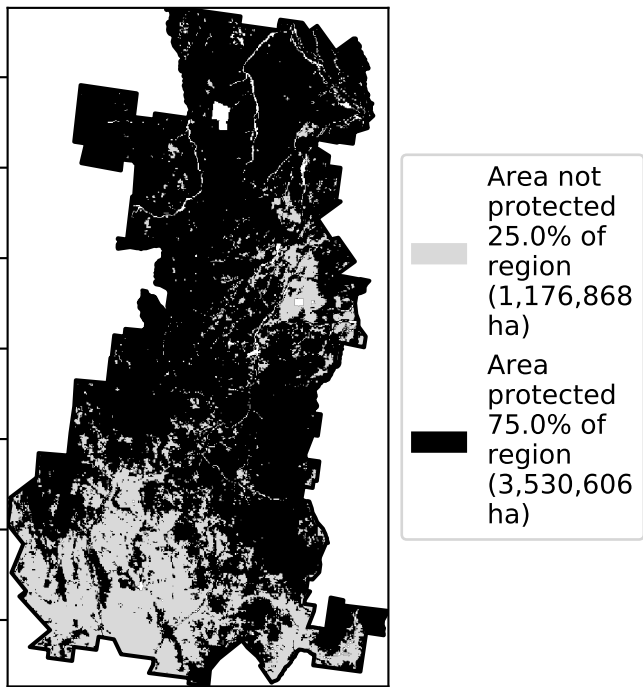 Area not
protected
25.0% of
region
(1,176,868
ha)
Area
protected
75.0% of
region
(3,530,606
ha)